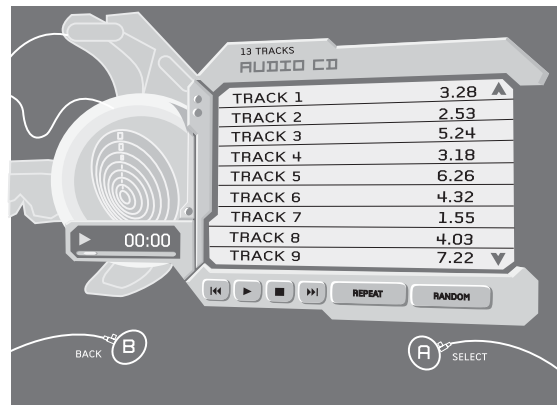 13 TRACKS
AUDIO CD
TRACK 1 3.28
TRACK 2 2.53
TRACK 3 5.24
TRACK 4 3.18
TRACK 5 6.26
TRACK 6 4.32
TRACK 7 1.55
TRACK 8 4.03
TRACK 9 7.22
00:00
REPEAT RANDOM
BACK B
A SELECT